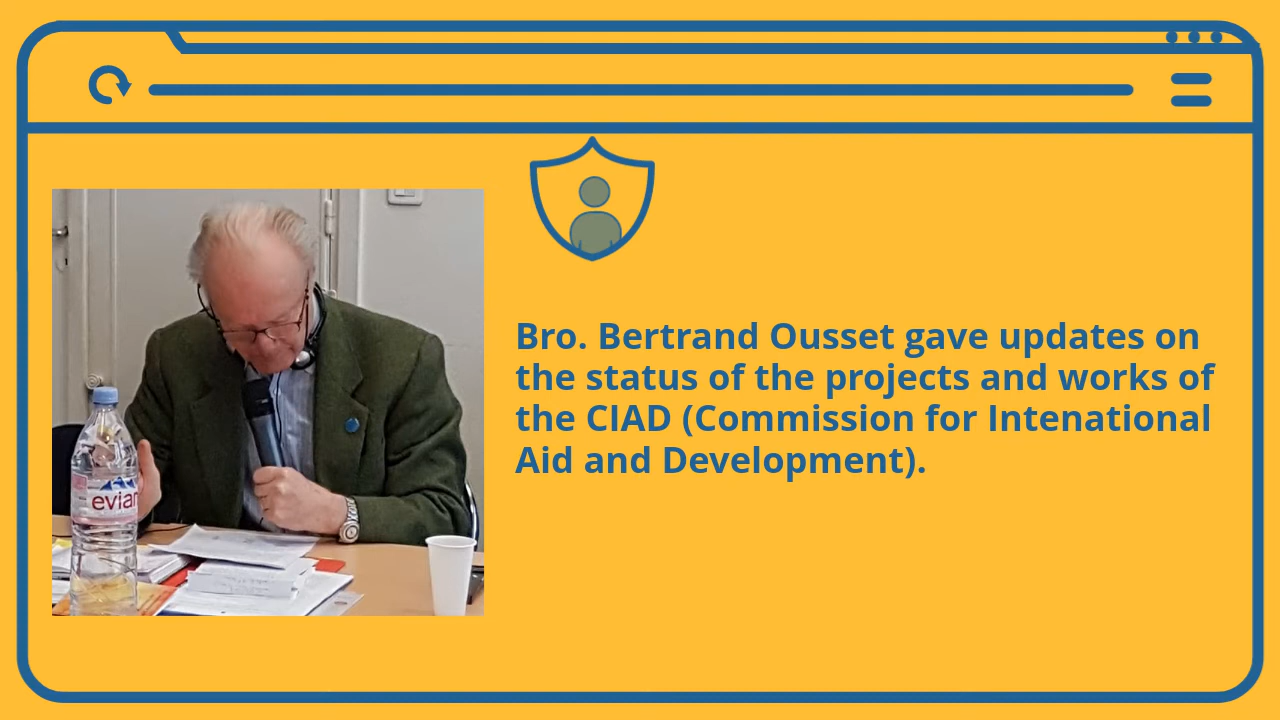 Bro. Bertrand Ousset gave updates on
the status of the projects and works of
the CIAD (Commission for Intenational
Aid and Development).
evian